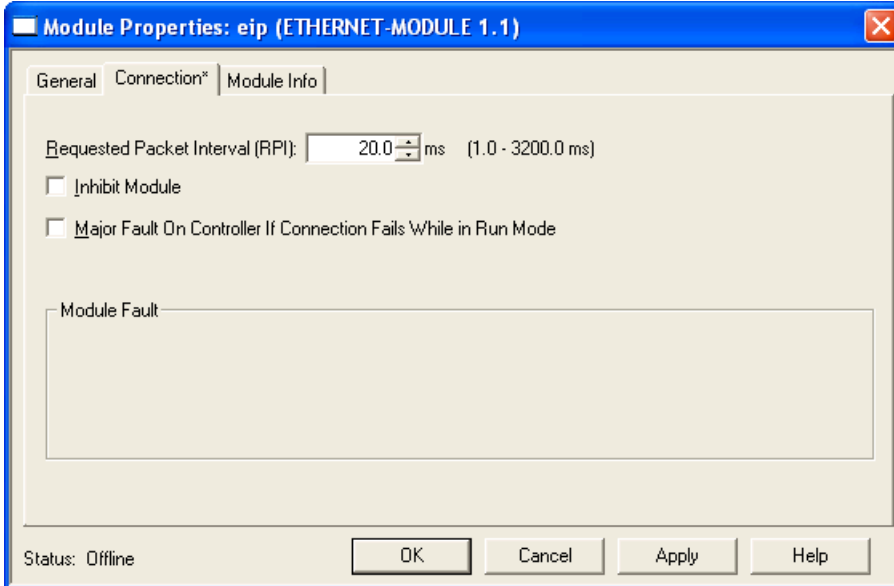 Module Properties: eip (ETHERNET-MODULE 1.1)
General Connection* Module Info
Requested Packet Interval (RPI): 20.0 ms (1.0 - 3200.0 ms)
Inhibit Module
Major Fault On Controller If Connection Fails While in Run Mode
Module Fault
Status: Offline OK Cancel Apply Help